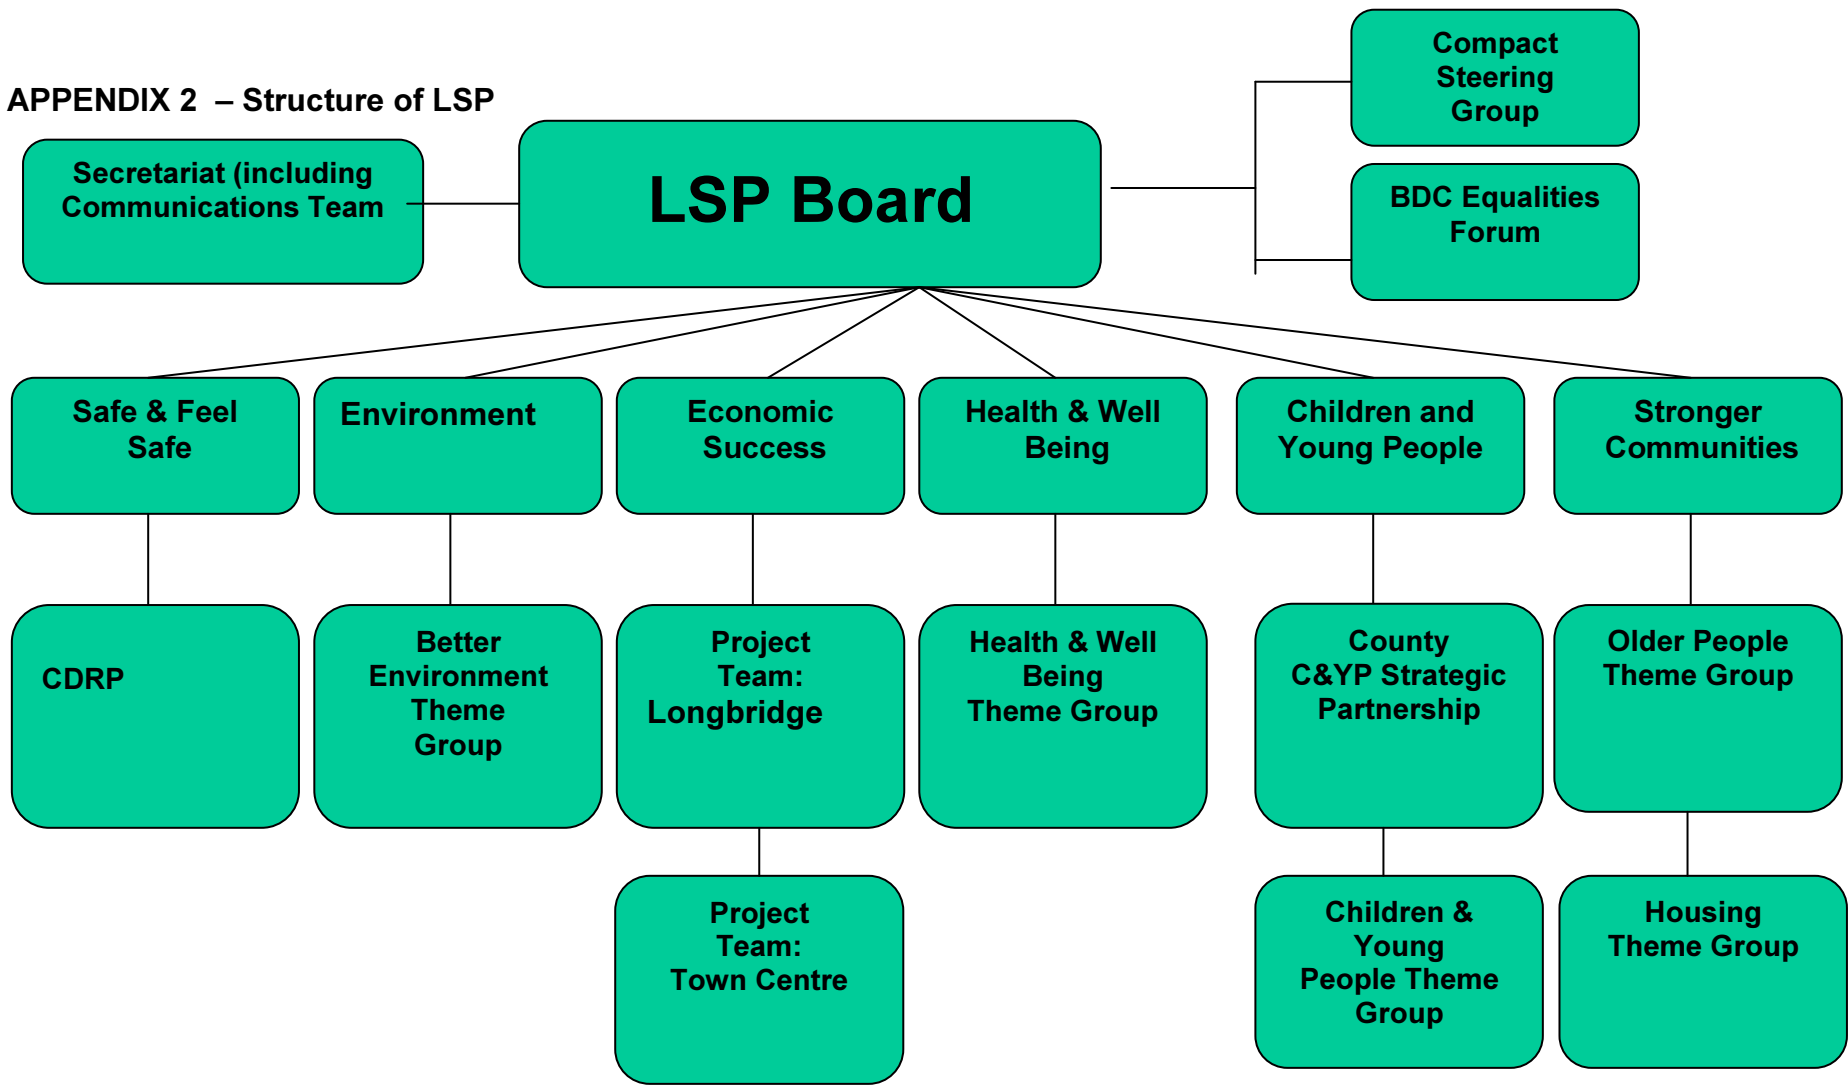 APPENDIX 2 – Structure of LSP
Compact
Steering
Group
Secretariat (including
Communications Team
LSP Board
BDC Equalities
Forum
Safe & Feel
Safe
Environment
Economic
Success
Health & Well
Being
Children and
Young People
Stronger
Communities
CDRP
Better
Environment
Theme
Group
Project
Team:
Longbridge
Health & Well
Being
Theme Group
County
C&YP Strategic
Partnership
Older People
Theme Group
Project
Team:
Town Centre
Children &
Young
People Theme
Group
Housing
Theme Group